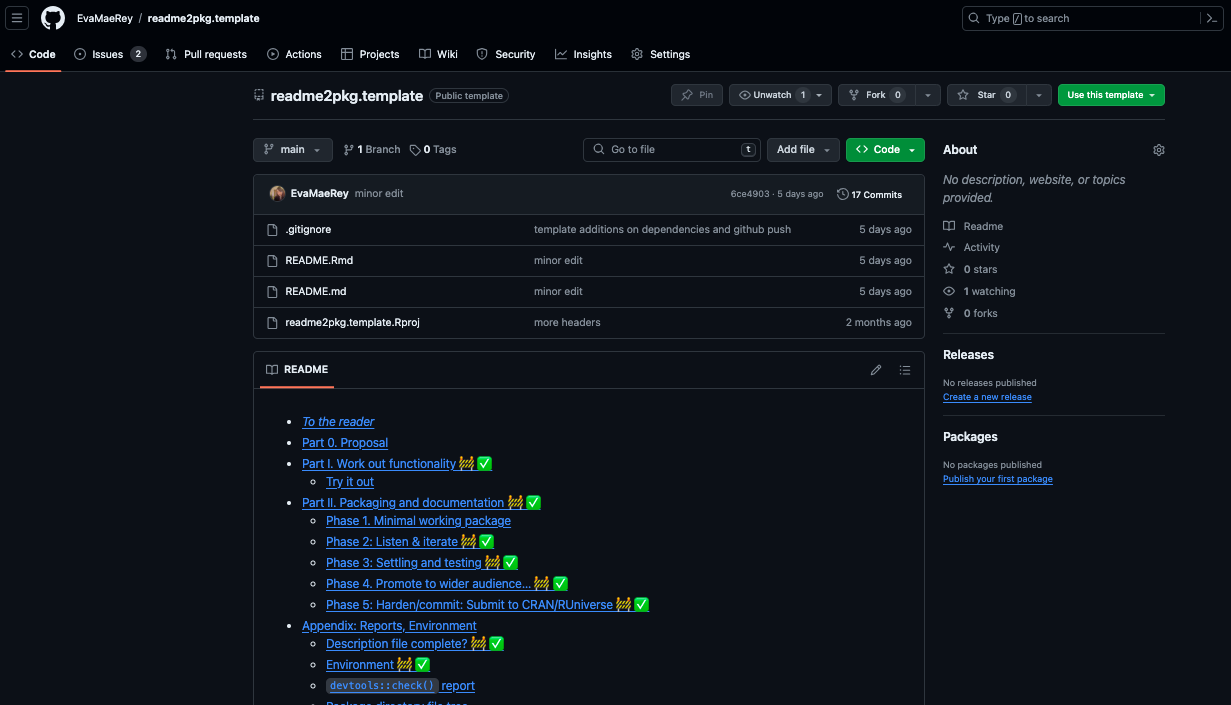 EvaMaeRey / readme2pkg.template
Type / to search
Code Issues 2 Pull requests Actions Projects Wiki Security Insights Settings
readme2pkg.template Public template
Pin Unwatch 1 Fork 0 Star 0 Use this template
main 1 Branch 0 Tags Go to file t Add file Code
EvaMaeRey minor edit 6ce4903 · 5 days ago 17 Commits
.gitignore template additions on dependencies and github push 5 days ago
README.Rmd minor edit 5 days ago
README.md minor edit 5 days ago
readme2pkg.template.Rproj more headers 2 months ago
README
• To the reader
• Part 0. Proposal
• Part I. Work out functionality 🚧 ✅
◦ Try it out
• Part II. Packaging and documentation 🚧 ✅
◦ Phase 1. Minimal working package
◦ Phase 2: Listen & iterate 🚧 ✅
◦ Phase 3: Settling and testing 🚧 ✅
◦ Phase 4. Promote to wider audience... 🚧 ✅
◦ Phase 5: Harden/commit: Submit to CRAN/RUniverse 🚧 ✅
• Appendix: Reports, Environment
◦ Description file complete? 🚧 ✅
◦ Environment 🚧 ✅
◦ devtools::check() report
◦ Package directory file tree
About
No description, website, or topics
provided.
Readme
Activity
0 stars
1 watching
0 forks
Releases
No releases published
Create a new release
Packages
No packages published
Publish your first package